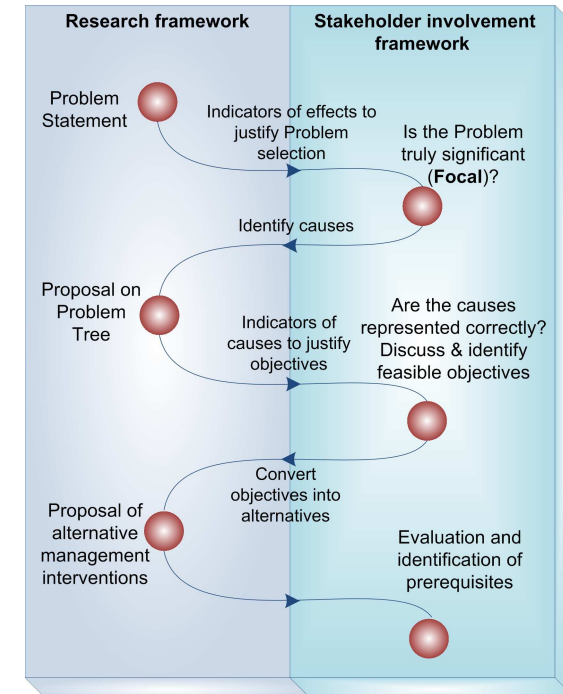 Research framework
Stakeholder involvement
framework
Problem
Statement
Indicators of effects to
justify Problem
selection
Is the Problem
truly significant
(Focal)?
Identify causes
Proposal on
Problem
Tree
Indicators of
causes to justify
objectives
Are the causes
represented correctly?
Discuss & identify
feasible objectives
Convert
objectives into
alternatives
Proposal of
alternative
management
interventions
Evaluation and
identification of
prerequisites